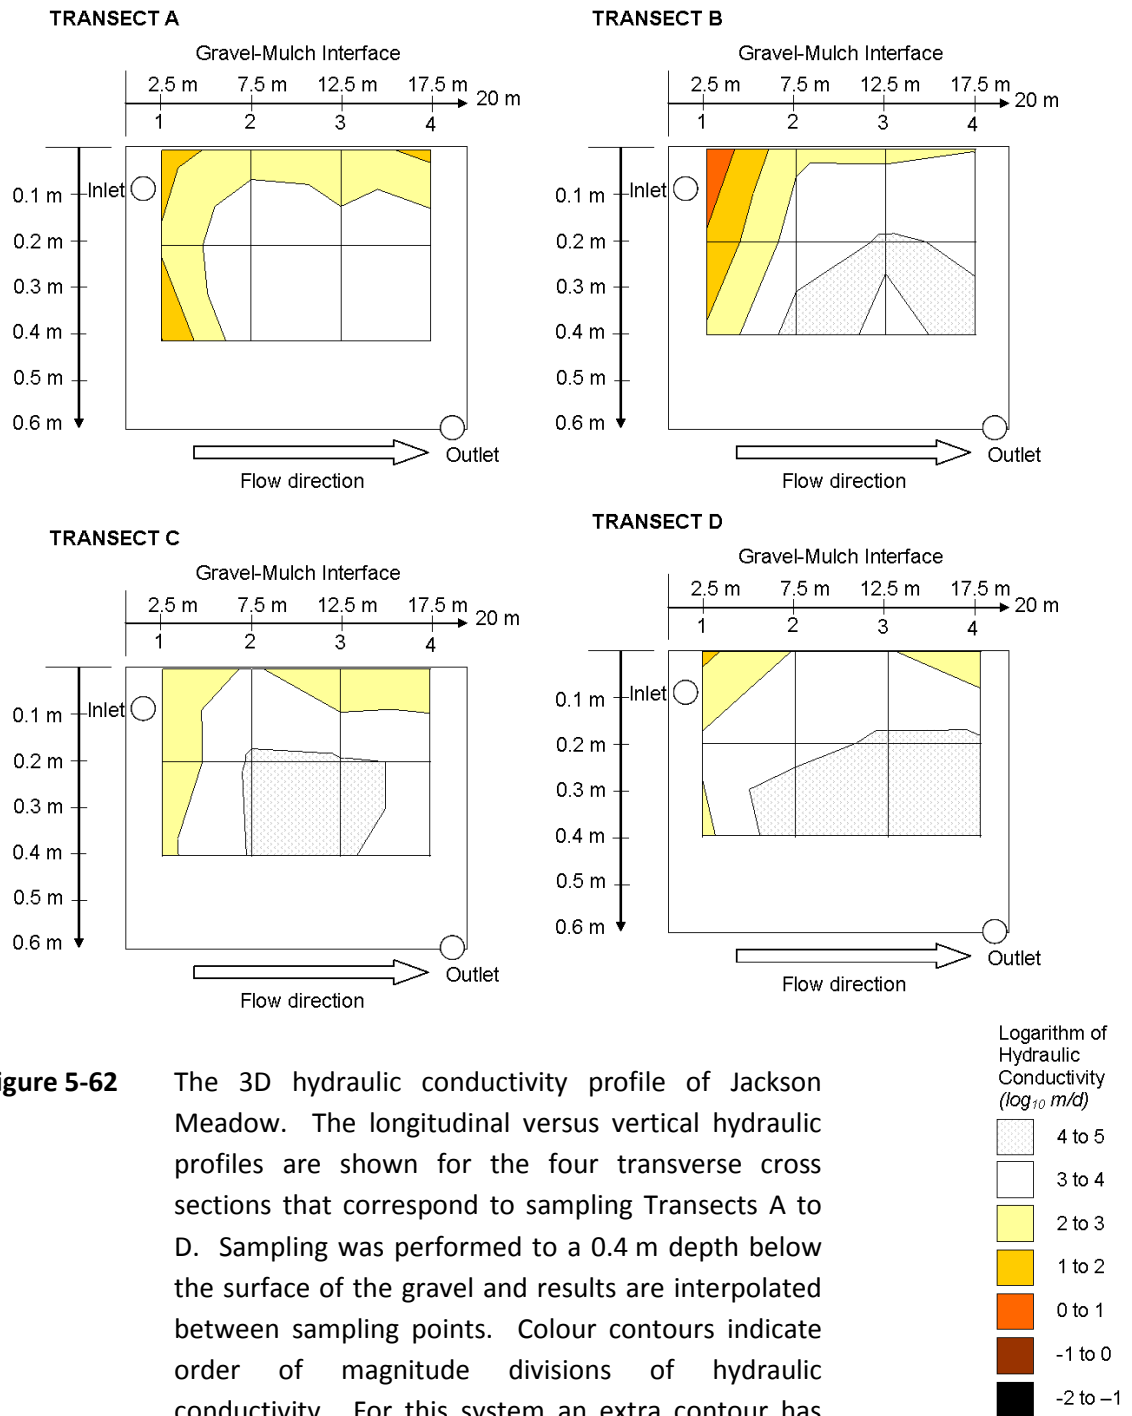 TRANSECT A
Gravel-Mulch Interface
2.5 m 7.5 m 12.5 m 17.5 m
20 m
1 2 3 4
0.1 m
Inlet
0.2 m
0.3 m
0.4 m
0.5 m
0.6 m
Outlet
Flow direction
TRANSECT B
Gravel-Mulch Interface
2.5 m 7.5 m 12.5 m 17.5 m
20 m
1 2 3 4
0.1 m
Inlet
0.2 m
0.3 m
0.4 m
0.5 m
0.6 m
Outlet
Flow direction
TRANSECT C
Gravel-Mulch Interface
2.5 m 7.5 m 12.5 m 17.5 m
20 m
1 2 3 4
0.1 m
Inlet
0.2 m
0.3 m
0.4 m
0.5 m
0.6 m
Outlet
Flow direction
TRANSECT D
Gravel-Mulch Interface
2.5 m 7.5 m 12.5 m 17.5 m
20 m
1 2 3 4
0.1 m
Inlet
0.2 m
0.3 m
0.4 m
0.5 m
0.6 m
Outlet
Flow direction
Logarithm of
Hydraulic
Conductivity
(log₁₀ m/d)
4 to 5
3 to 4
2 to 3
1 to 2
0 to 1
-1 to 0
-2 to –1
igure 5-62 The 3D hydraulic conductivity profile of Jackson
Meadow. The longitudinal versus vertical hydraulic
profiles are shown for the four transverse cross
sections that correspond to sampling Transects A to
D. Sampling was performed to a 0.4 m depth below
the surface of the gravel and results are interpolated
between sampling points. Colour contours indicate
order of magnitude divisions of hydraulic
conductivity. For this system an extra contour has